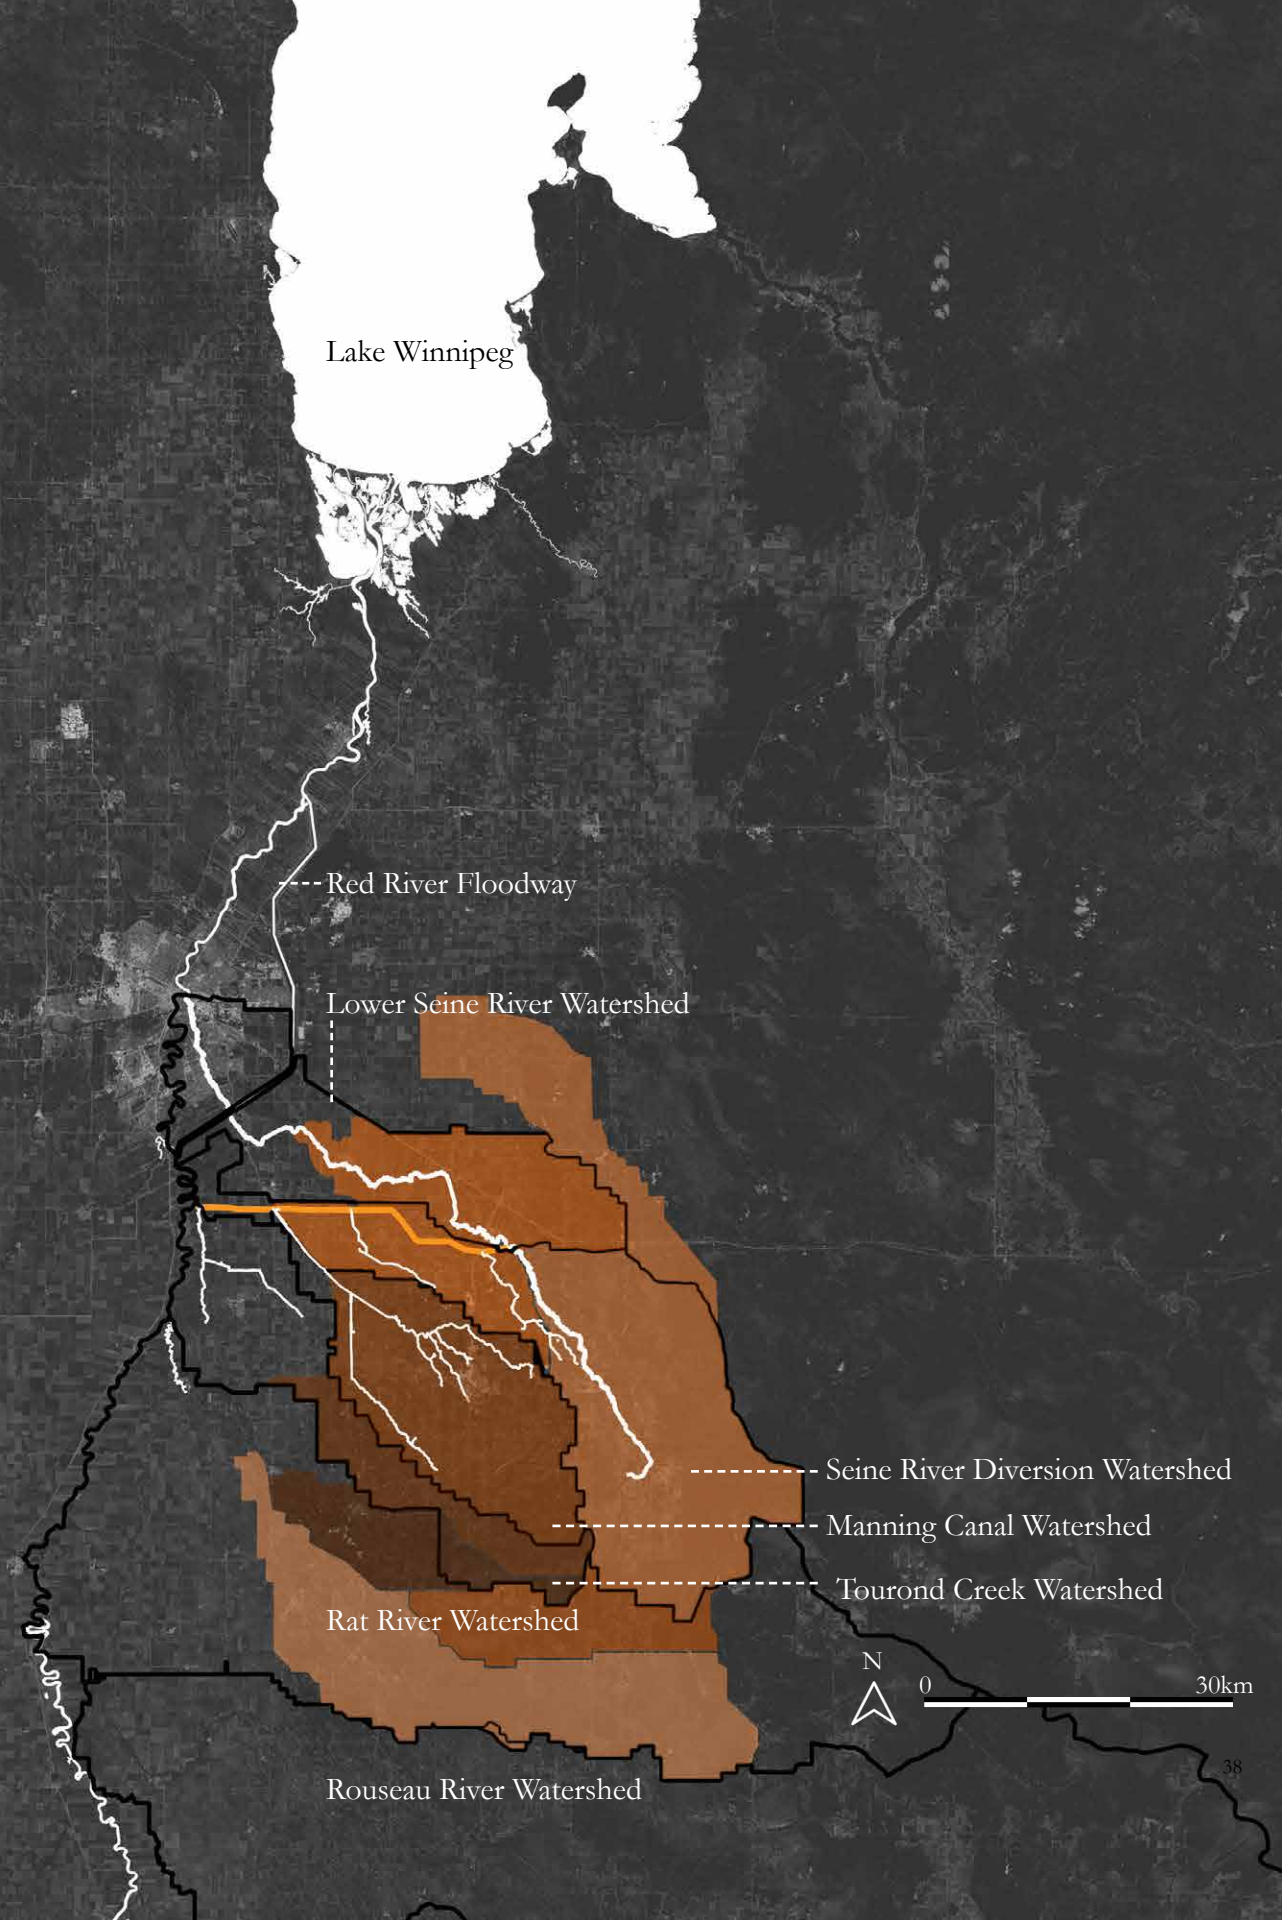 Lake Winnipeg
Red River Floodway
Lower Seine River Watershed
Seine River Diversion Watershed
Manning Canal Watershed
Tourond Creek Watershed
Rat River Watershed
N
0
30km
38
Rouseau River Watershed